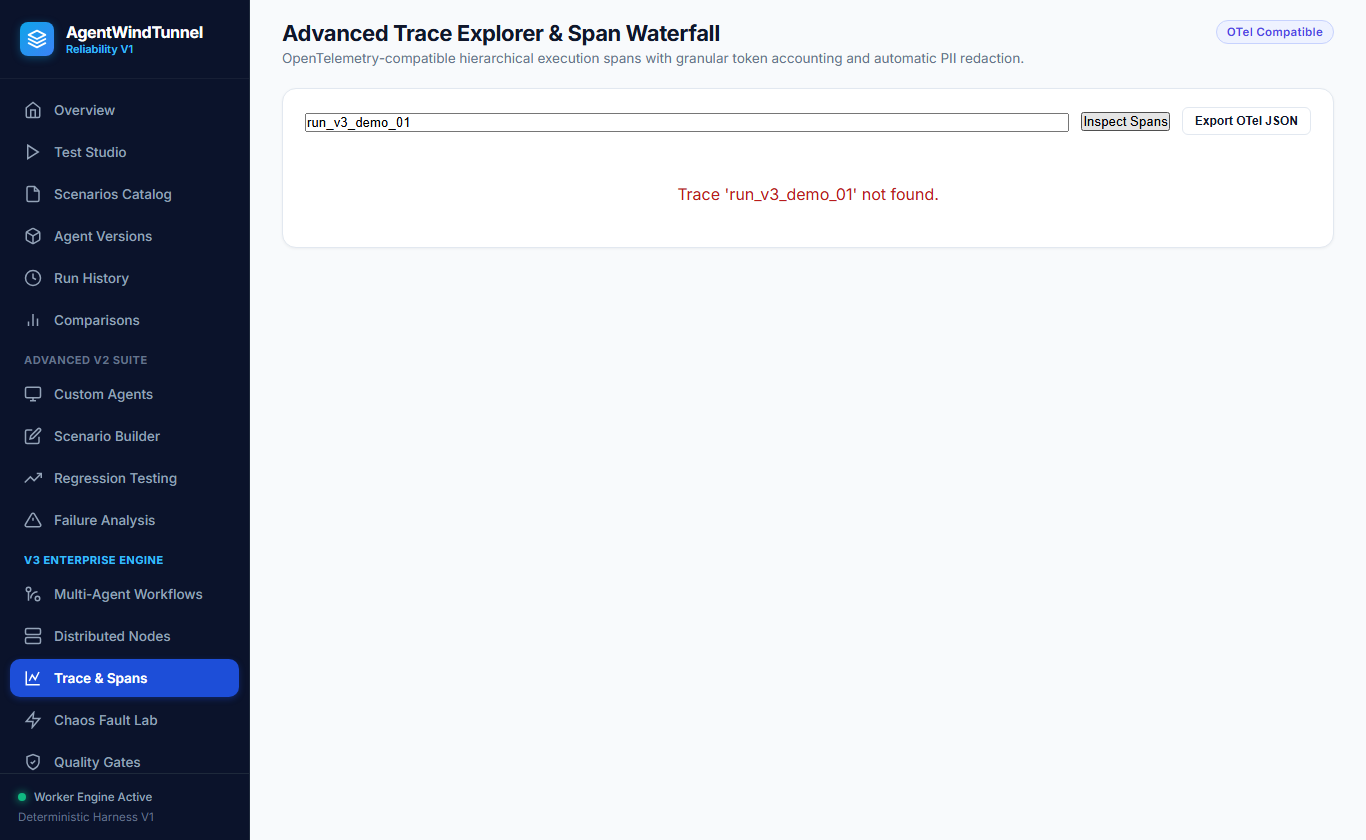 AgentWindTunnel
Reliability V1
Overview
Test Studio
Scenarios Catalog
Agent Versions
Run History
Comparisons
ADVANCED V2 SUITE
Custom Agents
Scenario Builder
Regression Testing
Failure Analysis
V3 ENTERPRISE ENGINE
Multi-Agent Workflows
Distributed Nodes
Trace & Spans
Chaos Fault Lab
Quality Gates
Worker Engine Active
Deterministic Harness V1
Advanced Trace Explorer & Span Waterfall
OpenTelemetry-compatible hierarchical execution spans with granular token accounting and automatic PII redaction.
OTel Compatible
run_v3_demo_01
Inspect Spans
Export OTel JSON
Trace 'run_v3_demo_01' not found.